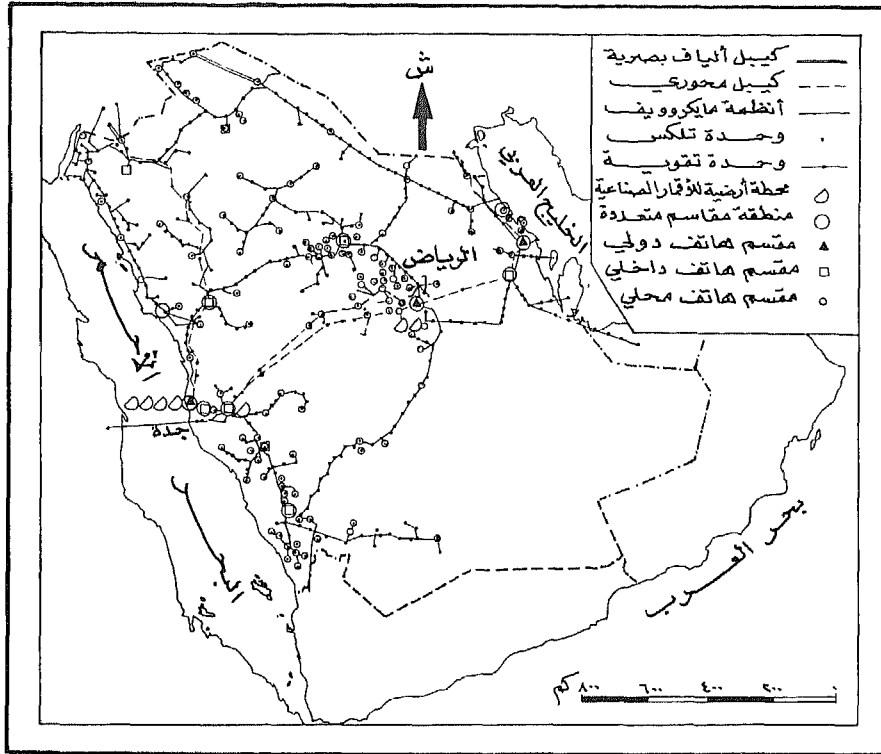 كيبل ألياف بصرية
كيبل محوري
أنظمة مايكروويف
وحدة تلكس
وحدة تقوية
محطة أرضية للأقمار الصناعية
منطقة مقاسم متعددة
مقسم هاتف دولي
مقسم هاتف داخلي
مقسم هاتف محلي
ش
الخليج العربي
الرياض
جدة
البحر
بحر العرب
٨٠٠ ٦٠٠ ٤٠٠ ٢٠٠ ٠
كم